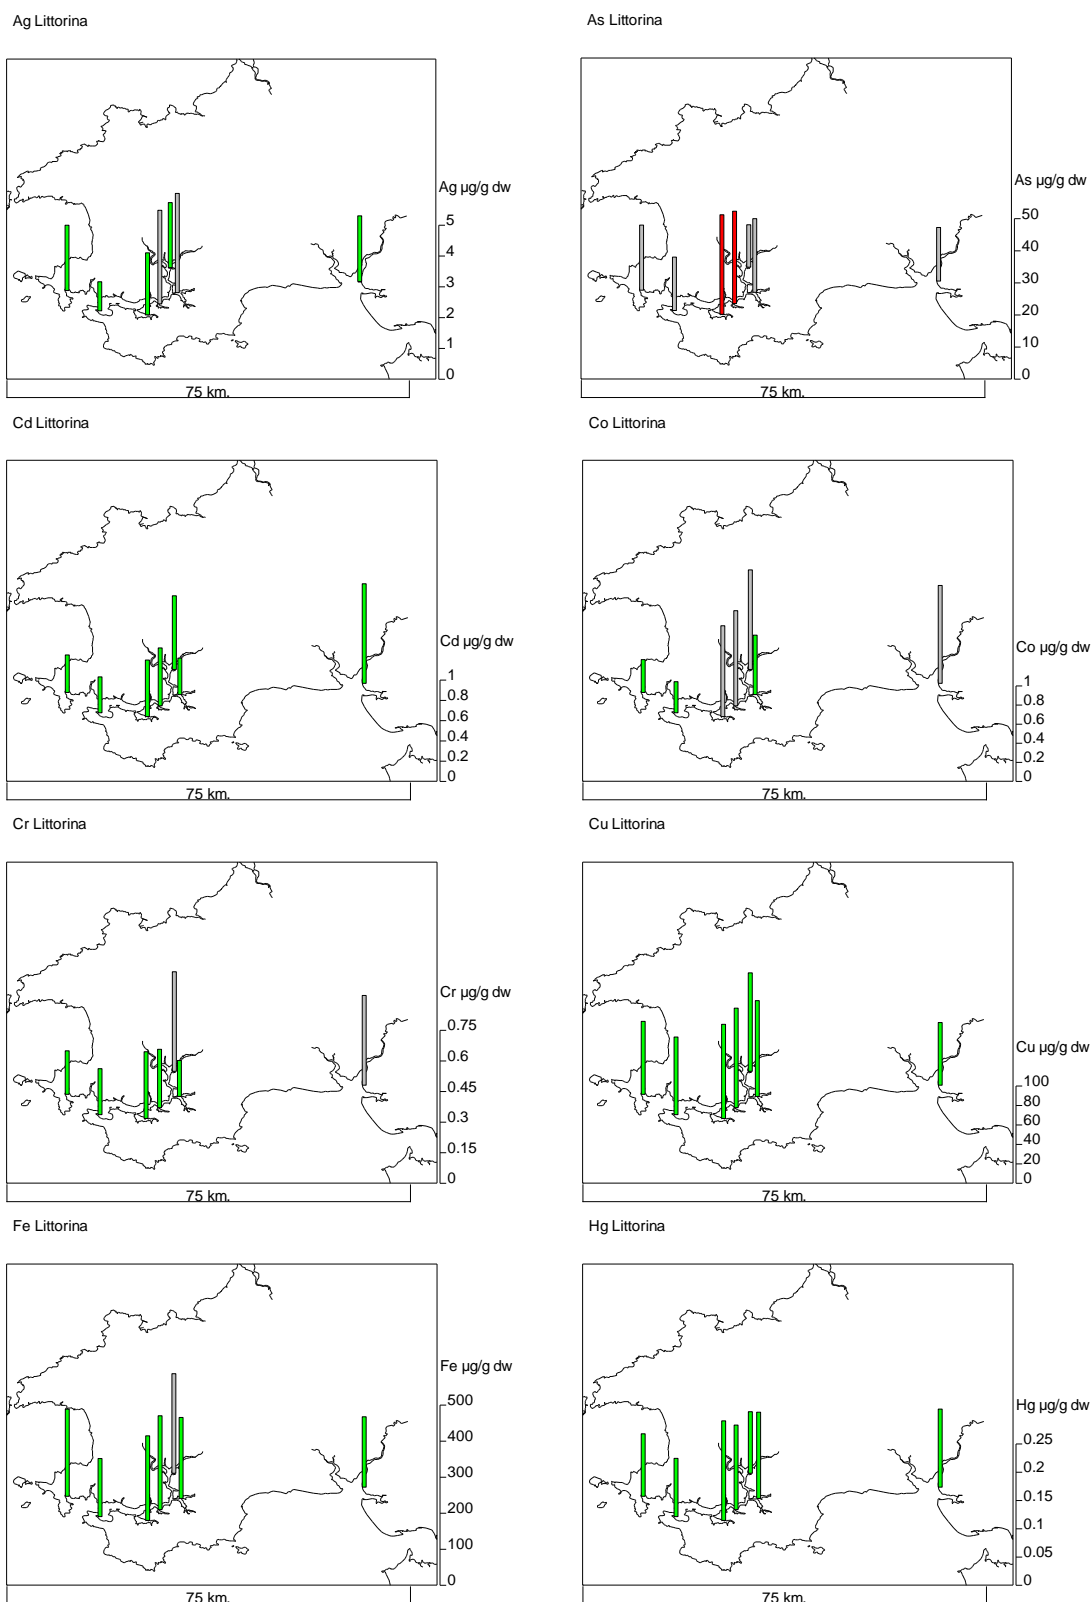 Ag Littorina
As Littorina
Ag µg/g dw
5
4
3
2
1
0
75 km.
As µg/g dw
50
40
30
20
10
0
75 km.
Cd Littorina
Co Littorina
Cd µg/g dw
1
0.8
0.6
0.4
0.2
0
75 km.
Co µg/g dw
1
0.8
0.6
0.4
0.2
0
75 km.
Cr Littorina
Cu Littorina
Cr µg/g dw
0.75
0.6
0.45
0.3
0.15
0
75 km.
Cu µg/g dw
100
80
60
40
20
0
75 km.
Fe Littorina
Hg Littorina
Fe µg/g dw
500
400
300
200
100
0
75 km.
Hg µg/g dw
0.25
0.2
0.15
0.1
0.05
0
75 km.